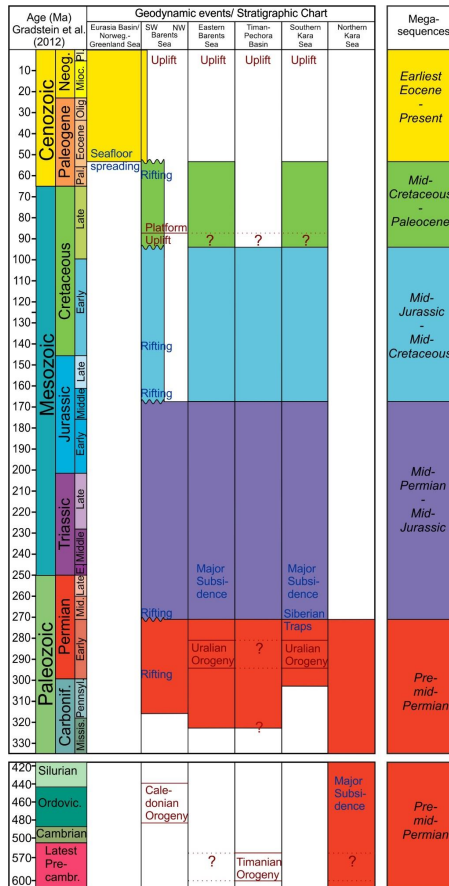 Age (Ma)
Gradstein et al.
(2012)
Geodynamic events/ Stratigraphic Chart
Eurasia Basin/
Norweg.-
Greenland Sea
SW NW
Barents
Sea
Eastern
Barents
Sea
Timan-
Pechora
Basin
Southern
Kara
Sea
Northern
Kara
Sea
Mega-
sequences
10
20
30
40
50
60
70
80
90
100
110
125
130
140
150
160
170
180
190
200
210
220
230
240
250
260
270
280
290
300
310
320
330
Cenozoic
Mesozoic
Paleozoic
Neog.
Paleogene
Cretaceous
Jurassic
Triassic
Permian
Carbonif.
Pl.
Mioc.
Olig
Eocene
Pal.
Late
Early
Late
Middle
Early
Late
Middle
E.
Late
Mid.
Early
Pennsyl.
Missis.
Uplift
Uplift
Uplift
Uplift
Seafloor
spreading
Rifting
Platform
Uplift
?
?
?
Rifting
Rifting
Major
Subsi-
dence
Major
Subsi-
dence
Rifting
Siberian
Traps
Uralian
Orogeny
?
Uralian
Orogeny
Rifting
?
Earliest
Eocene
-
Present
Mid-
Cretaceous
-
Paleocene
Mid-
Jurassic
-
Mid-
Cretaceous
Mid-
Permian
-
Mid-
Jurassic
Pre-
mid-
Permian
420
440
460
480
500
570
600
Silurian
Ordovic.
Cambrian
Latest
Pre-
cambr.
Cale-
donian
Orogeny
?
Timanian
Orogeny
Major
Subsi-
dence
?
Pre-
mid-
Permian